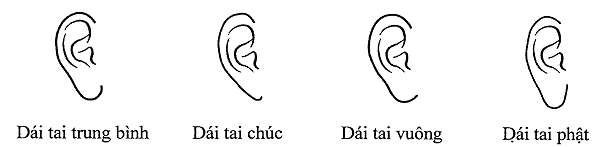 Dái tai trung bình
Dái tai chúc
Dái tai vuông
Dái tai phật